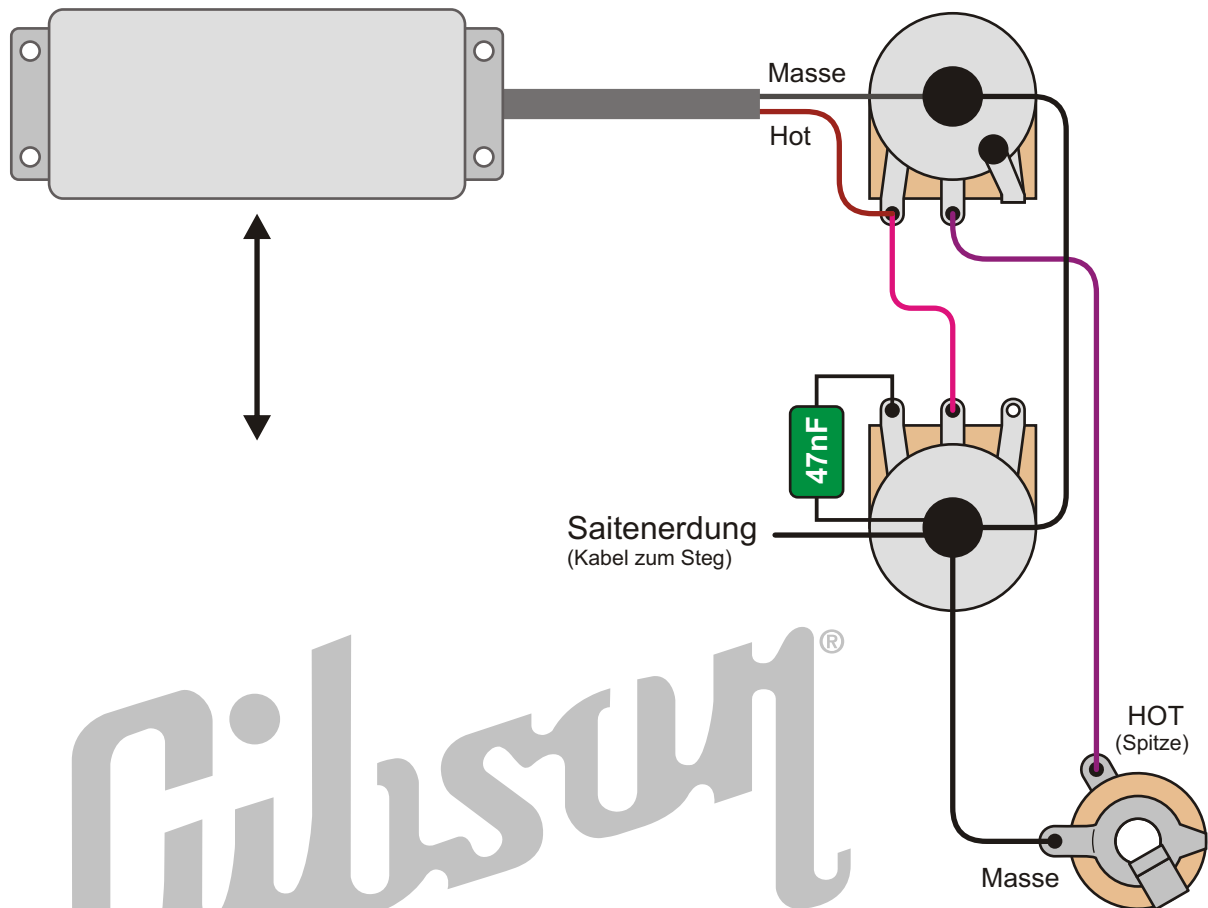 Masse
Hot
47nF
Saitenerdung
(Kabel zum Steg)
Gibson®
HOT
(Spitze)
Masse